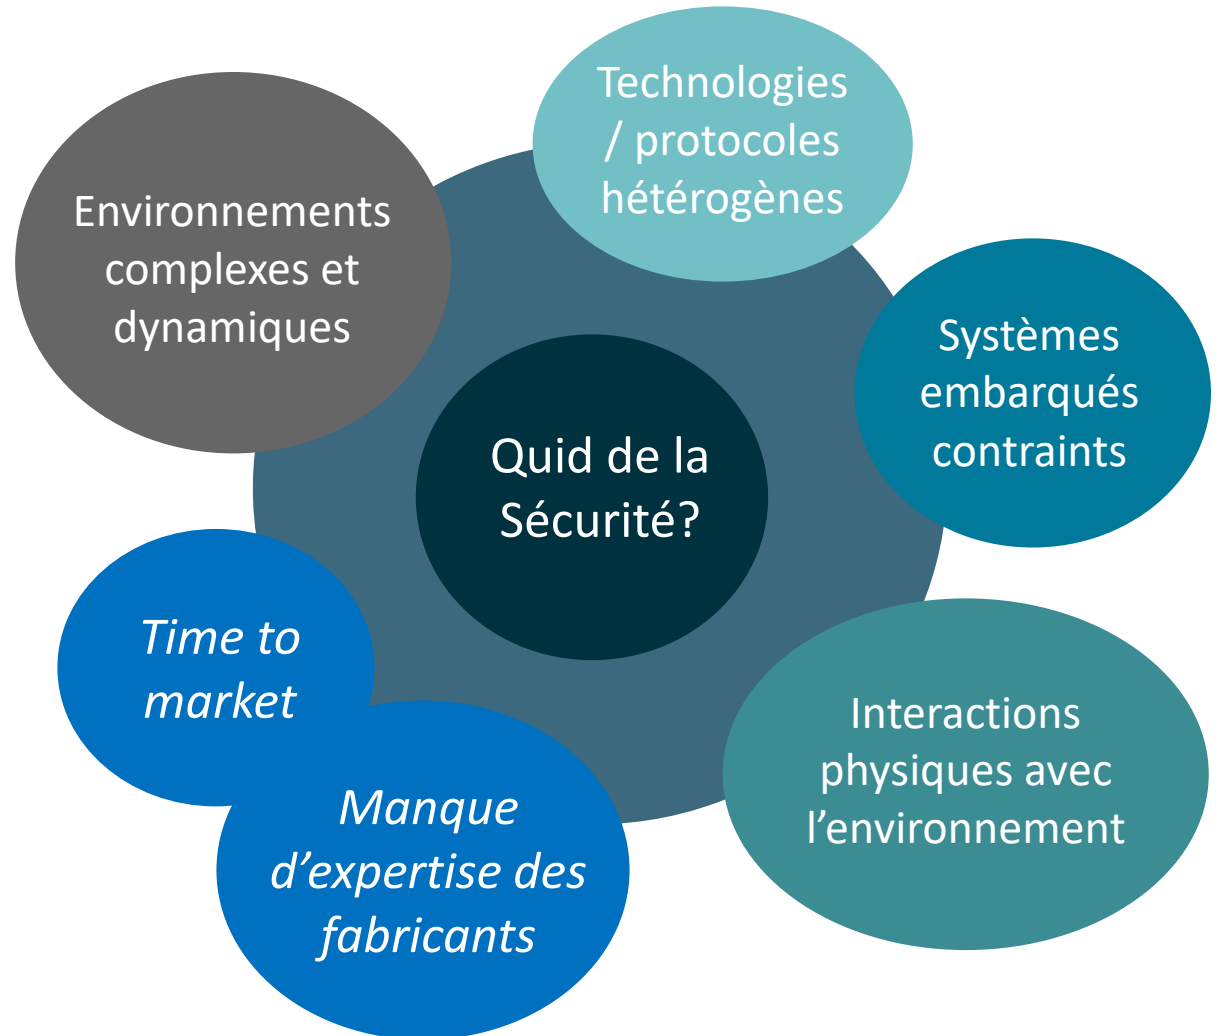 Technologies
/ protocoles
hétérogènes
Environnements
complexes et
dynamiques
Systèmes
embarqués
contraints
Quid de la
Sécurité?
Time to
market
Interactions
physiques avec
l’environnement
Manque
d’expertise des
fabricants